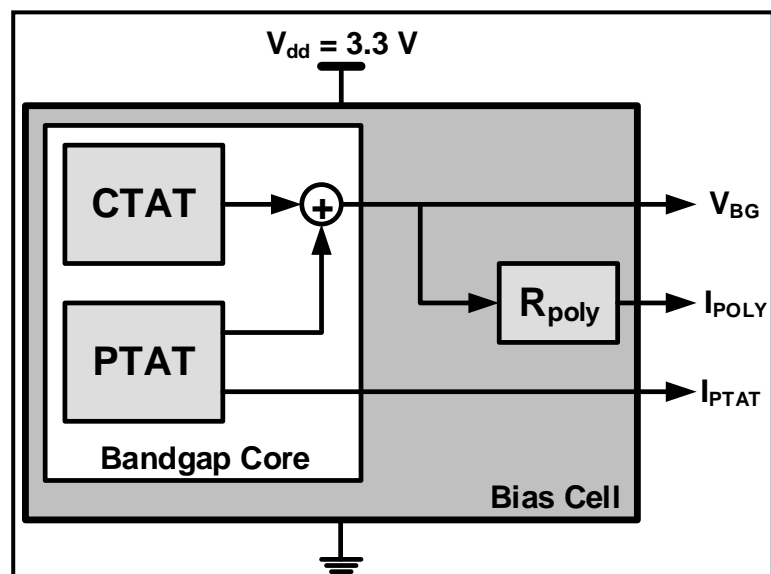 V_dd = 3.3 V
CTAT
+
V_BG
R_poly
I_POLY
PTAT
I_PTAT
Bandgap Core
Bias Cell